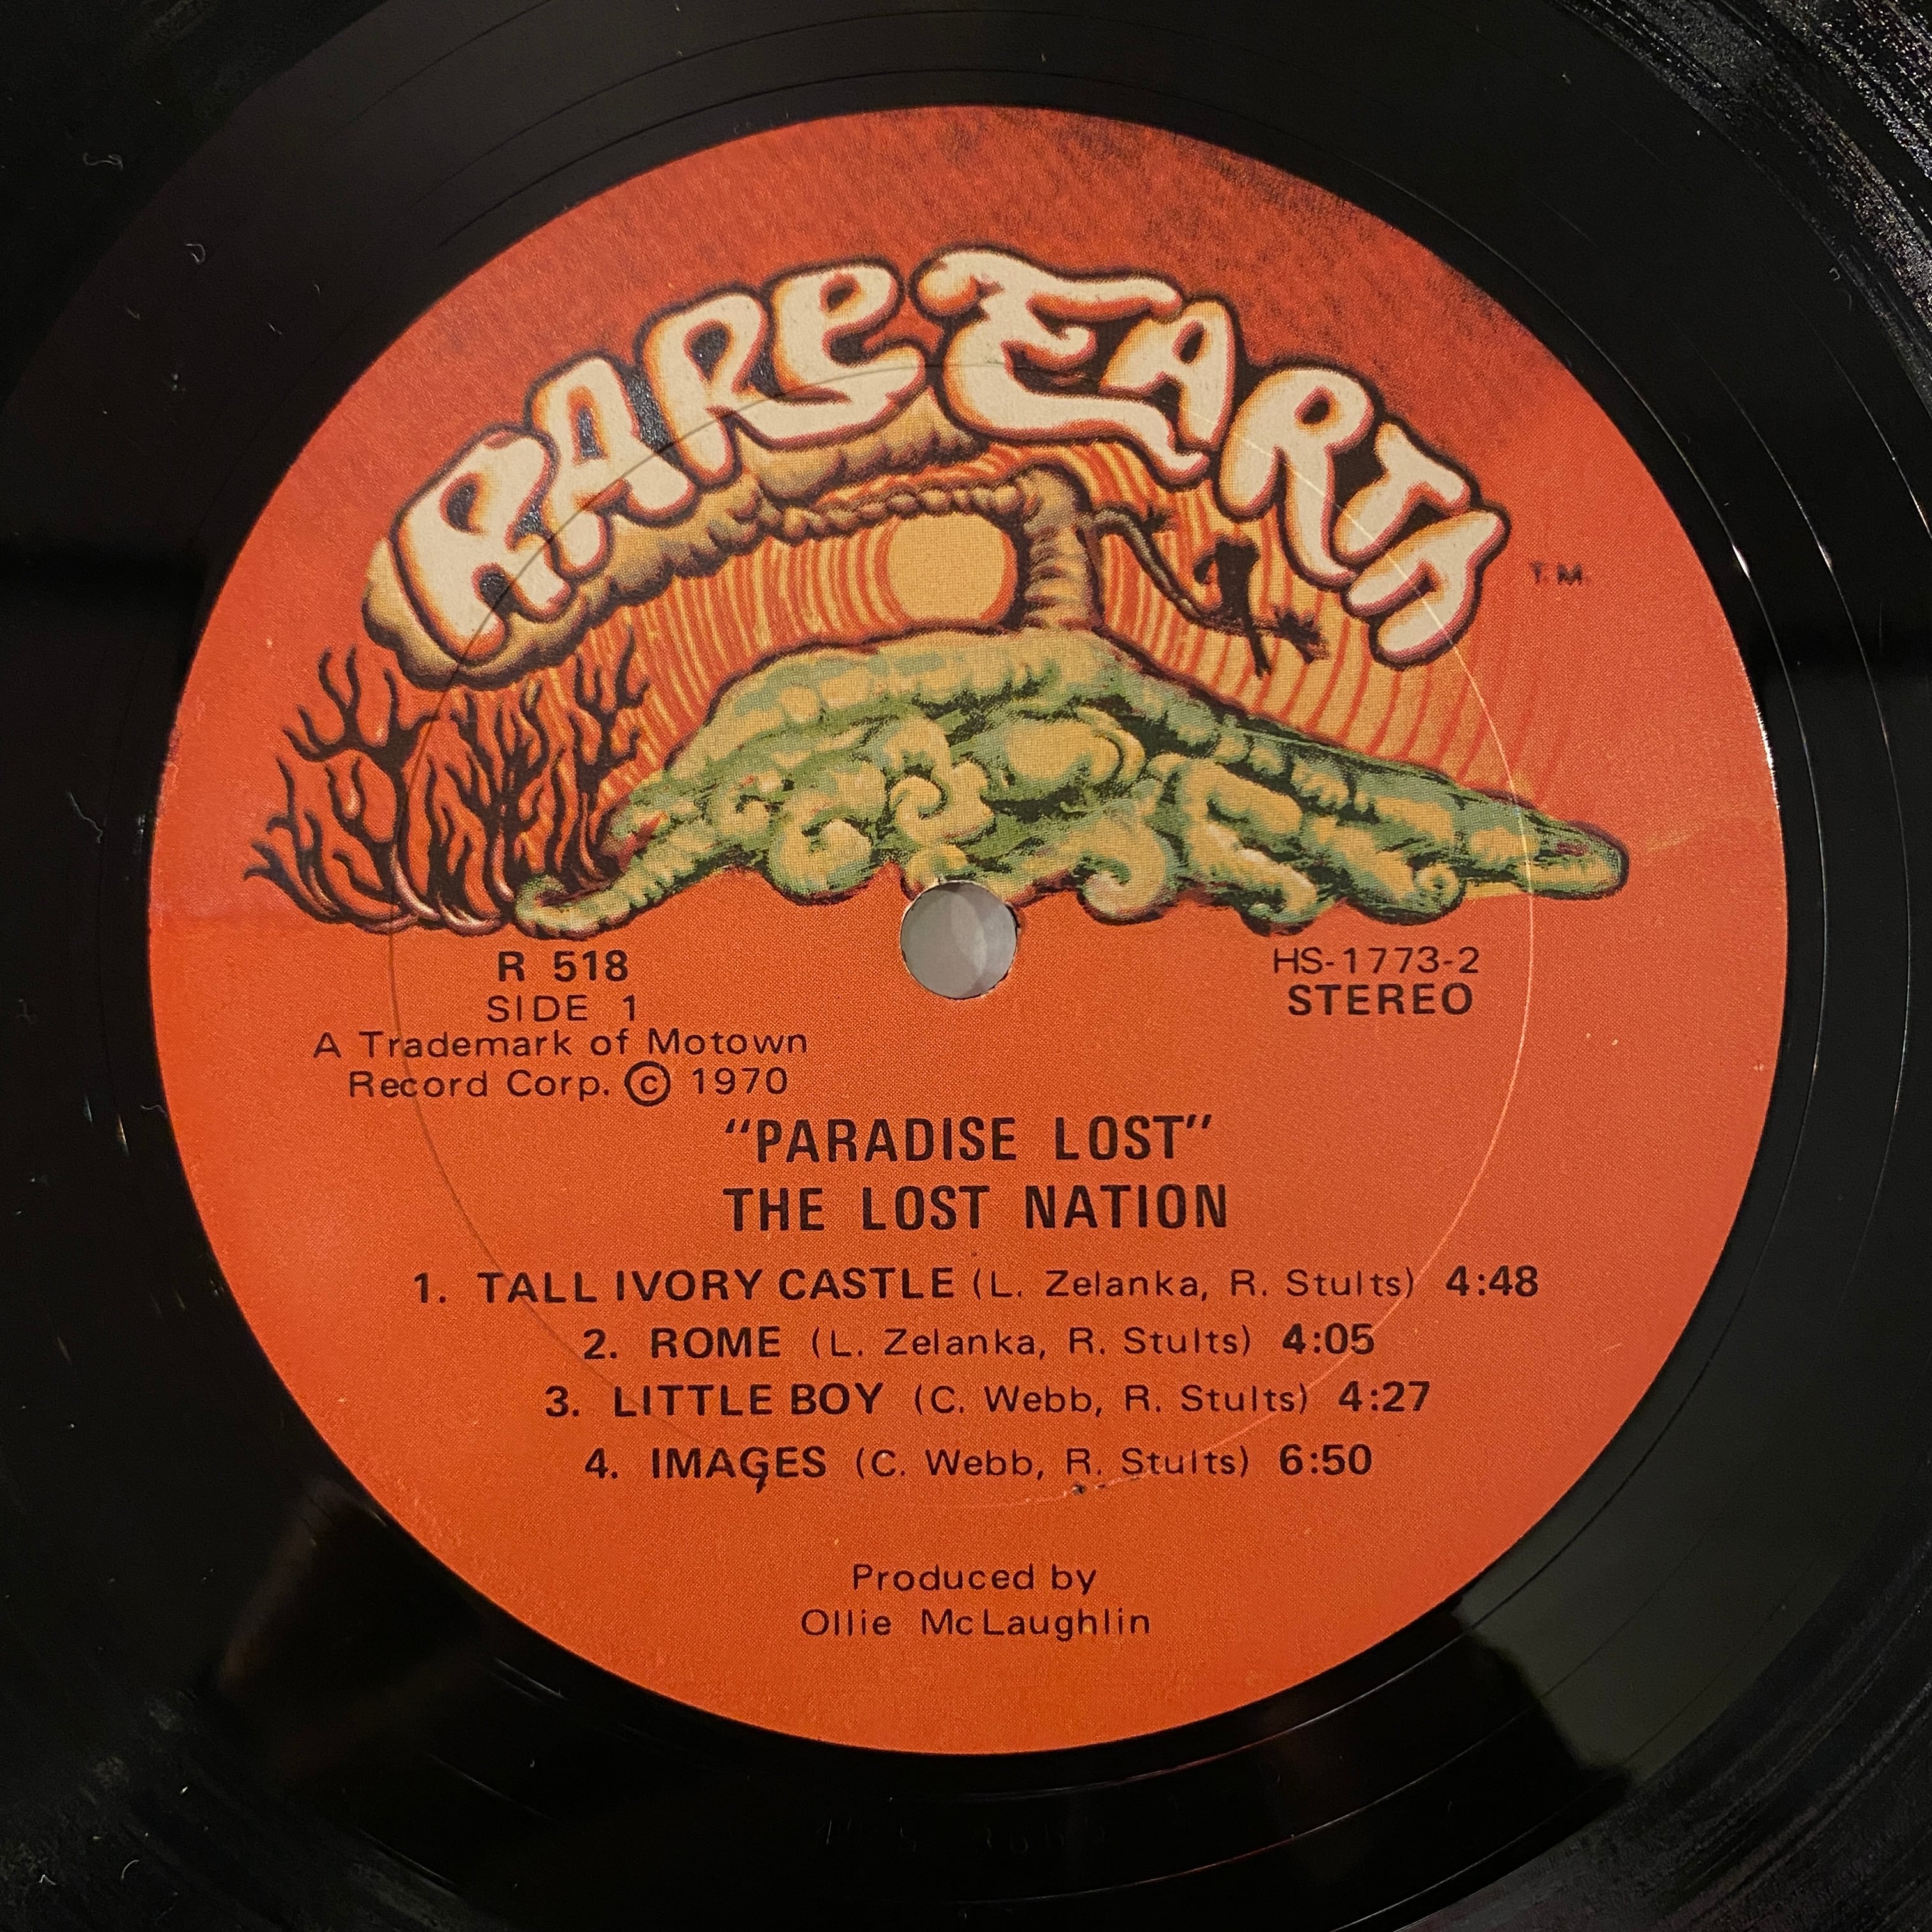 RARE EARTH
T.M.
R 518
SIDE 1
A Trademark of Motown
Record Corp. © 1970
HS-1773-2
STEREO
"PARADISE LOST"
THE LOST NATION
1. TALL IVORY CASTLE (L. Zelanka, R. Stults) 4:48
2. ROME (L. Zelanka, R. Stults) 4:05
3. LITTLE BOY (C. Webb, R. Stults) 4:27
4. IMAGES (C. Webb, R. Stults) 6:50
Produced by
Ollie McLaughlin